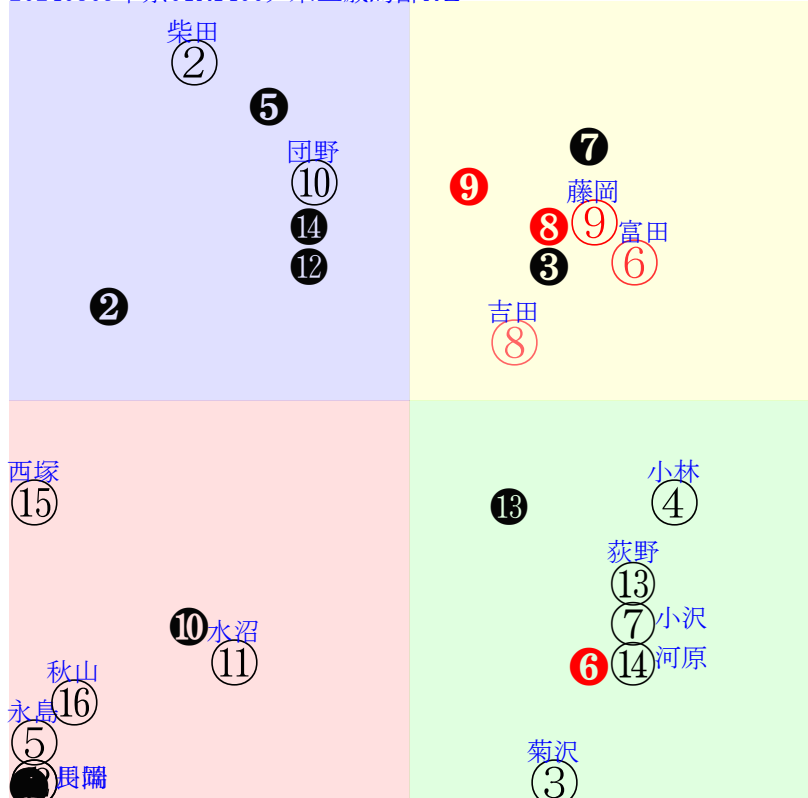 柴田
②
❺
団野
⑩
⓮
⓬
❷
❼
❾
藤岡
⑨
❽
富田
⑥
❸
吉田
⑧
西塚
⑮
❿
水沼
⑪
秋山
⑯
永島
⑤
小林
④
⓭
荻野
⑬
⑦
小沢
❻
⑭
河原
菊沢
③